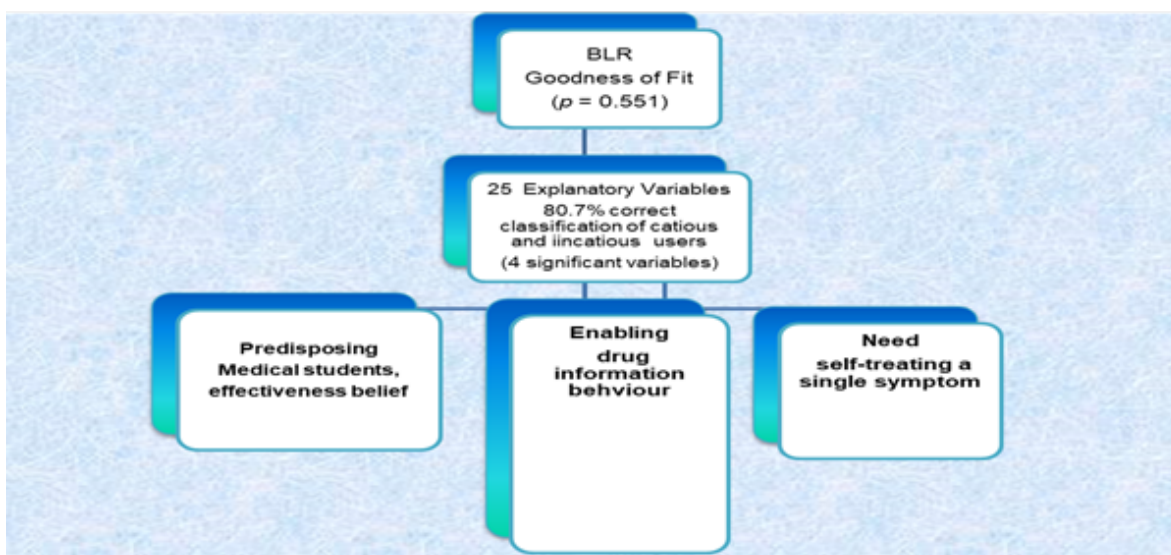 BLR
Goodness of Fit
(p = 0.551)
25 Explanatory Variables
80.7% correct
classification of catious
and iincatious users
(4 significant variables)
Predisposing
Medical students,
effectiveness belief
Enabling
drug
information
behviour
Need
self-treating a
single symptom